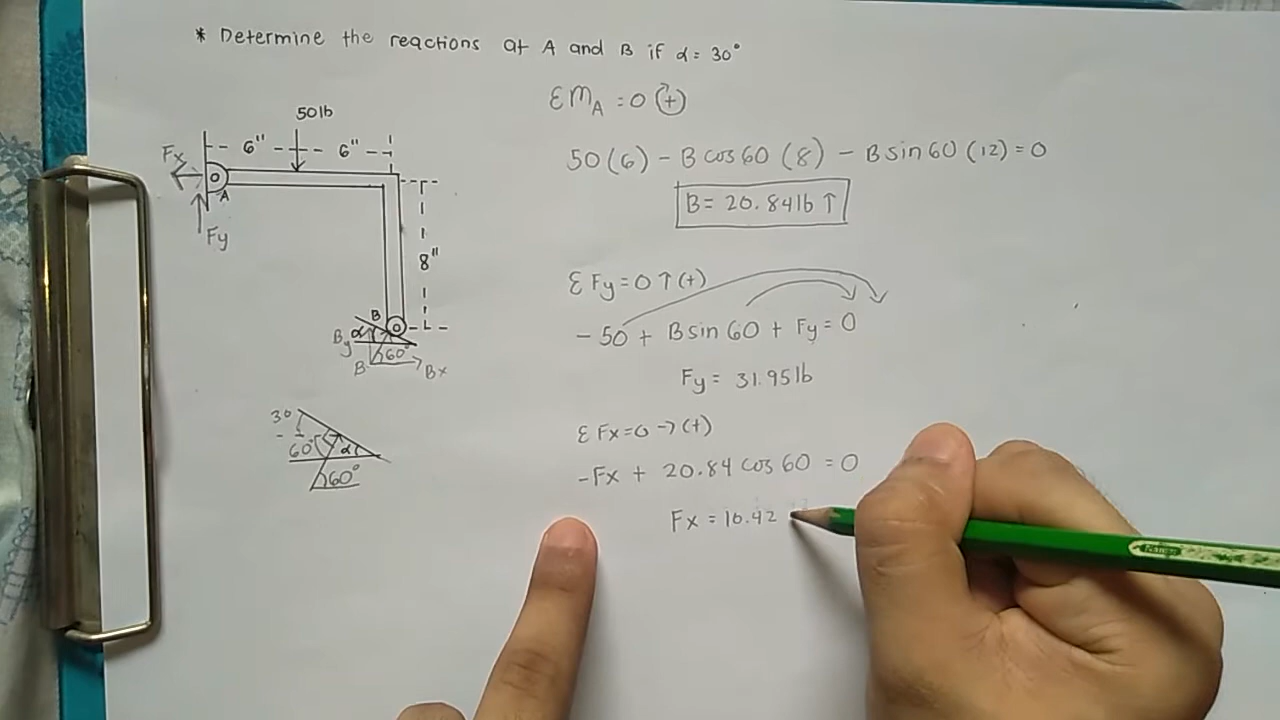 * Determine the reactions at A and B if α = 30°
50lb
6" 6"
Fx
A
Fy
8"
B
α
By
60°
B
Bx
30
60°
α
60°
ΣMA = 0 (+)
50(6) - B cos 60 (8) - B sin 60 (12) = 0
B = 20.84lb ↑
ΣFy = 0 ↑ (+)
- 50 + B sin 60 + Fy = 0
Fy = 31.95lb
ΣFx = 0 → (+)
-Fx + 20.84 cos 60 = 0
Fx = 10.42